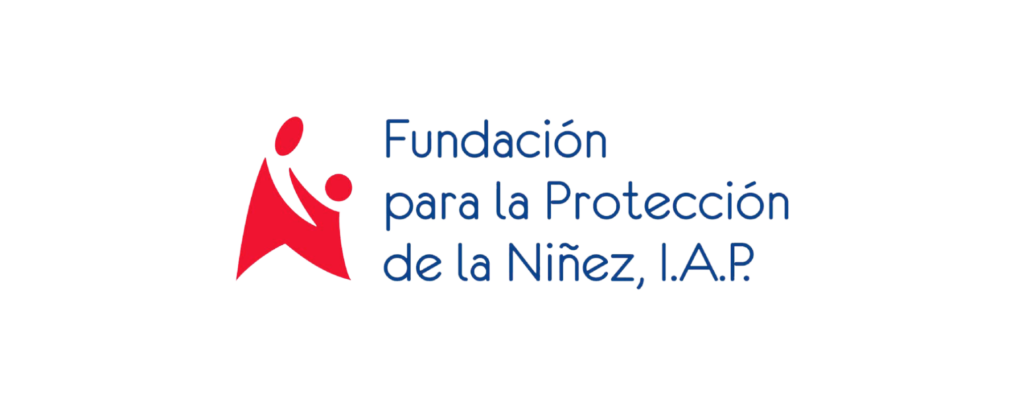 Fundación
para la Protección
de la Niñez, I.A.P.